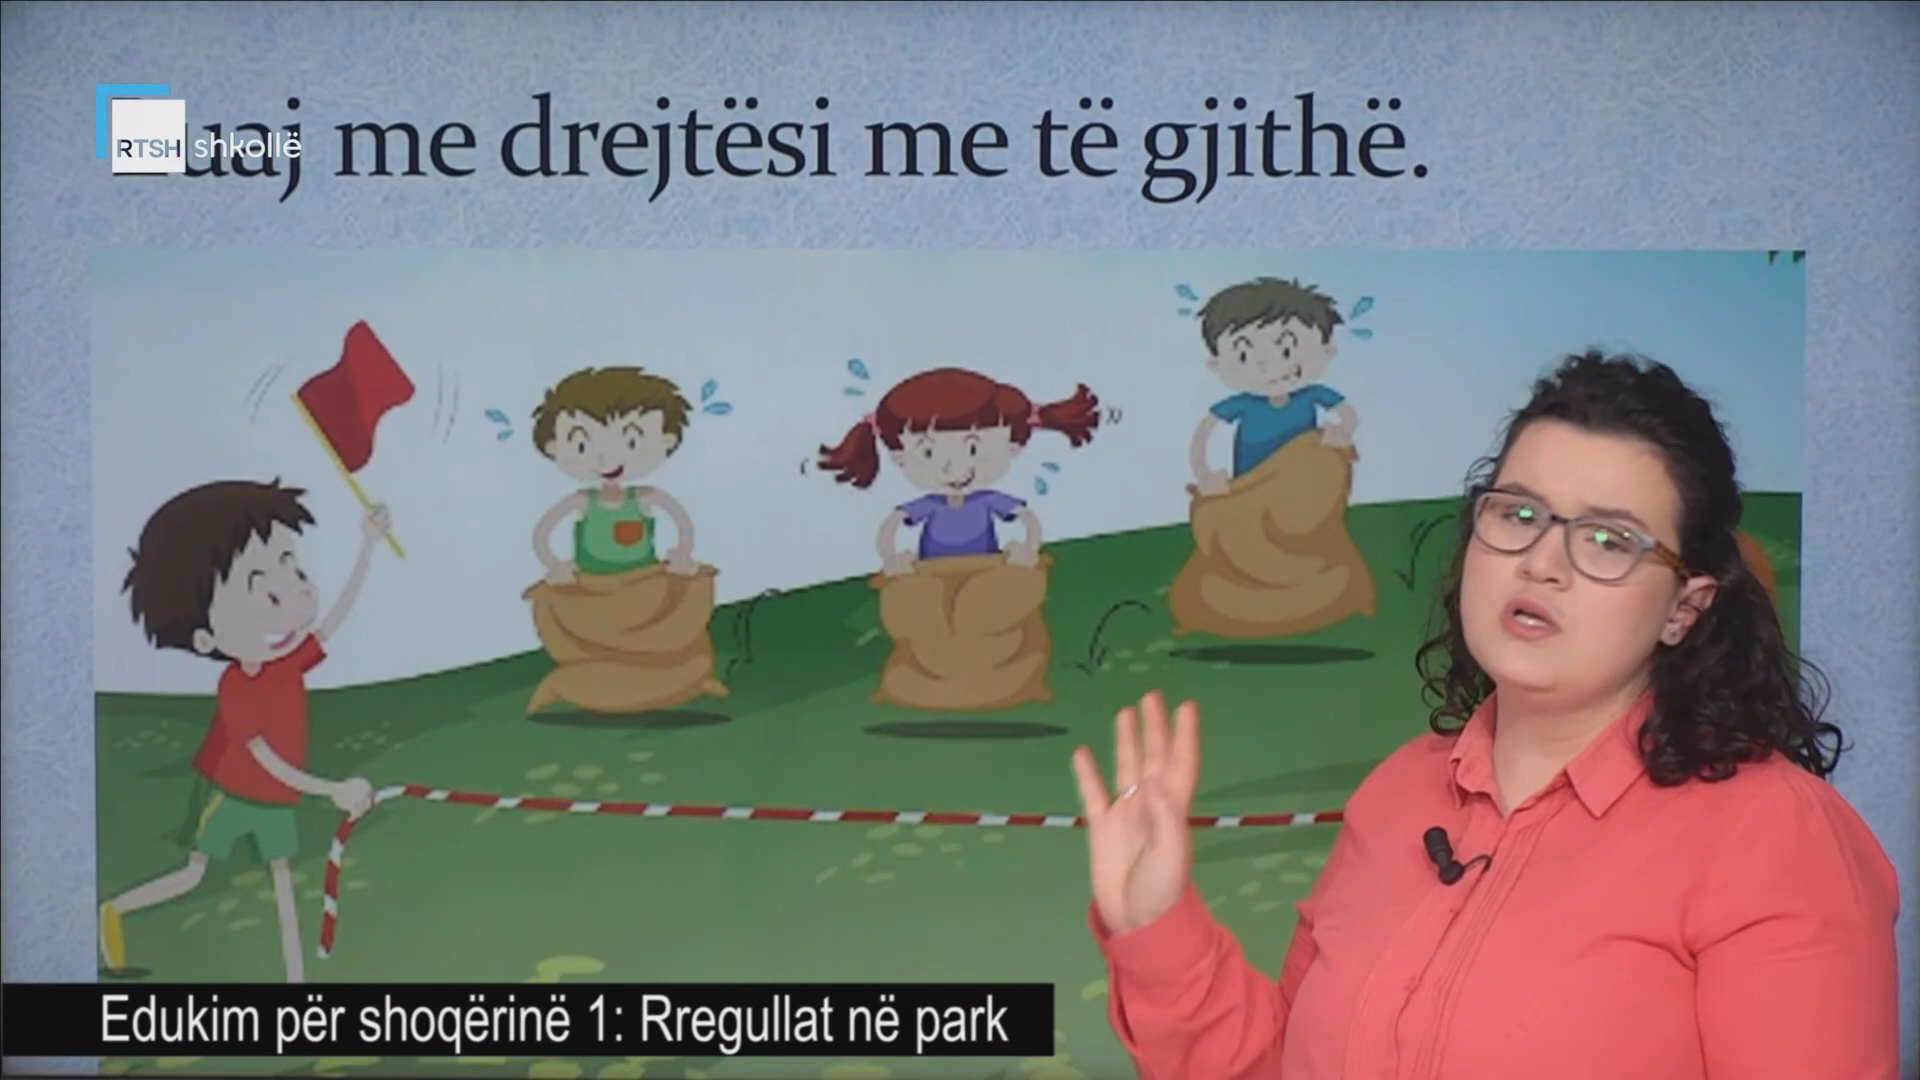 RTSH shkollë
me drejtësi me të gjithë.
Edukim për shoqërinë 1: Rregullat në park